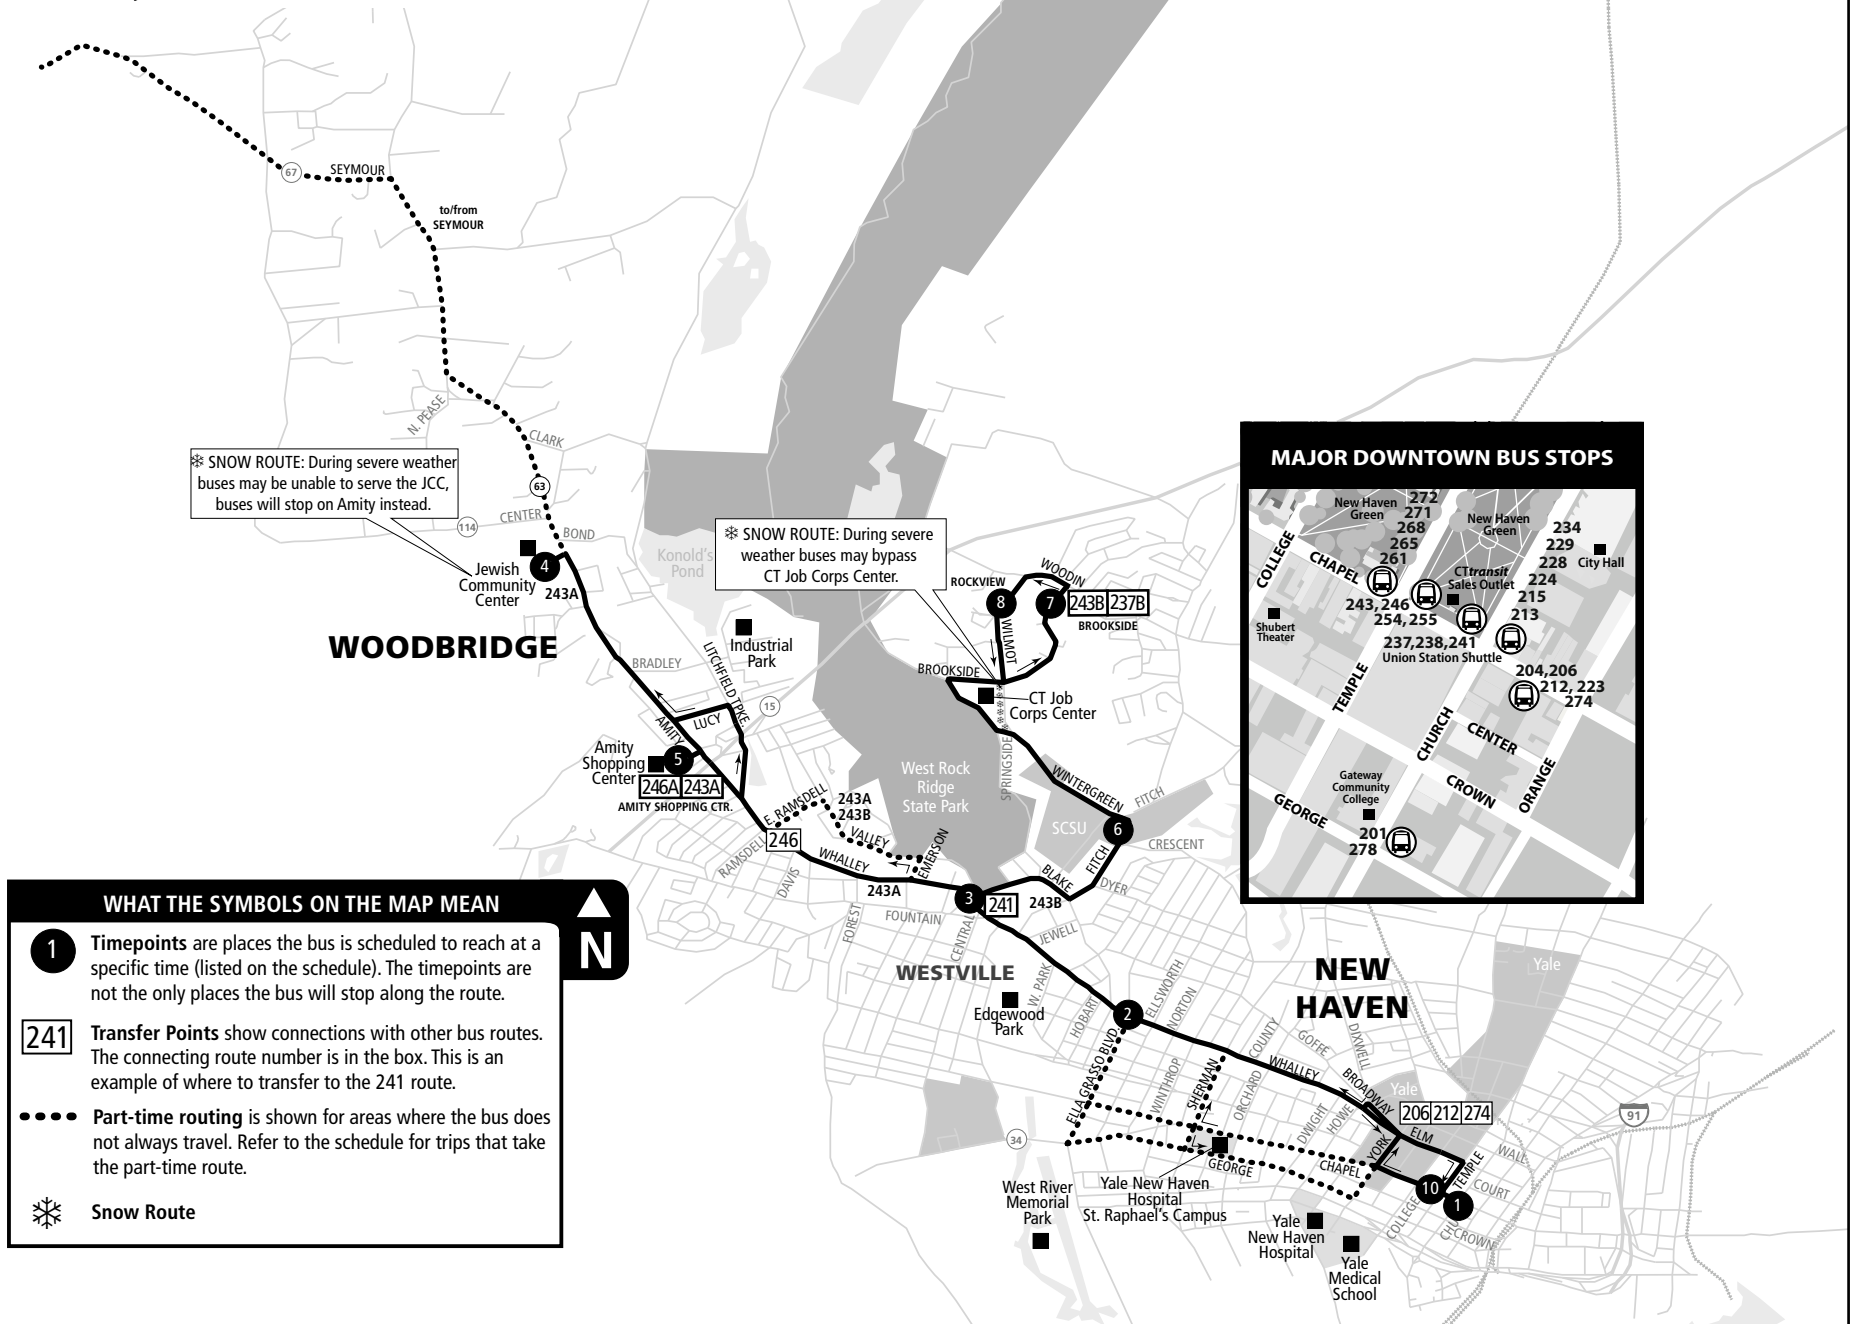 67
SEYMOUR
to/from
SEYMOUR
N. PEASE
CLARK
❄ SNOW ROUTE: During severe weather
buses may be unable to serve the JCC,
buses will stop on Amity instead.
63
114
CENTER
BOND
Jewish
Community
Center
4
243A
WOODBRIDGE
Konold's
Pond
❄ SNOW ROUTE: During severe
weather buses may bypass
CT Job Corps Center.
ROCKVIEW
WOODIN
8
7
243B 237B
BROOKSIDE
WILMOT
BROOKSIDE
CT Job
Corps Center
Industrial
Park
BRADLEY
LITCHFIELD TPKE.
15
LUCY
AMITY
Amity
Shopping
Center
5
246A 243A
AMITY SHOPPING CTR.
E. RAMSDELL
243A
243B
RAMSDELL
246
VALLEY
WHALLEY
EMERSON
DAVIS
243A
West Rock
Ridge
State Park
SPRINGSIDE
WINTERGREEN
FITCH
SCSU
6
CRESCENT
FITCH
BLAKE
DYER
243B
3
241
FOREST
FOUNTAIN
CENTRAL
JEWELL
WESTVILLE
W. PARK
Edgewood
Park
HOBART
ELLSWORTH
NORTON
2
NEW
HAVEN
Yale
ELLA GRASSO BLVD.
WINTHROP
SHERMAN
ORCHARD
COUNTY
GOFFE
DIXWELL
WHALLEY
BROADWAY
Yale
206 212 274
91
DWIGHT
HOWE
YORK
ELM
WALL
34
GEORGE
CHAPEL
TEMPLE
COURT
10
1
COLLEGE
CHU
CROWN
West River
Memorial
Park
Yale New Haven
Hospital
St. Raphael's Campus
Yale
New Haven
Hospital
Yale
Medical
School
MAJOR DOWNTOWN BUS STOPS
New Haven
Green
272
271
268
265
261
New Haven
Green
234
229
228
224
215
213
City Hall
COLLEGE
CHAPEL
CTtransit
Sales Outlet
243, 246
254, 255
237,238,241
Union Station Shuttle
Shubert
Theater
204,206
212, 223
274
TEMPLE
CHURCH
CENTER
CROWN
ORANGE
Gateway
Community
College
GEORGE
201
278
WHAT THE SYMBOLS ON THE MAP MEAN
N
1
Timepoints are places the bus is scheduled to reach at a
specific time (listed on the schedule). The timepoints are
not the only places the bus will stop along the route.
241
Transfer Points show connections with other bus routes.
The connecting route number is in the box. This is an
example of where to transfer to the 241 route.
Part-time routing is shown for areas where the bus does
not always travel. Refer to the schedule for trips that take
the part-time route.
❄ Snow Route